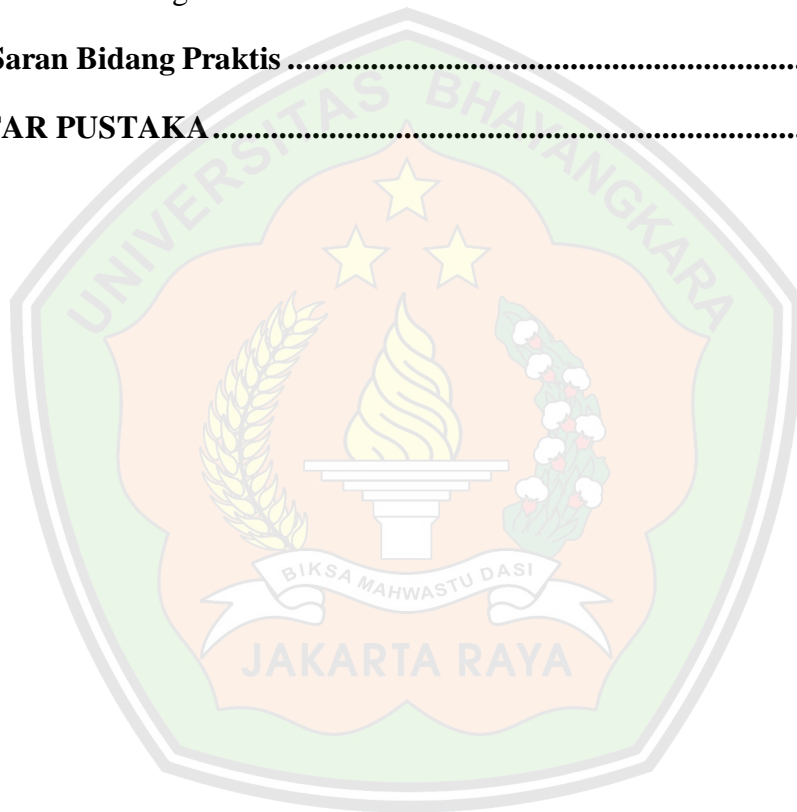 Saran Bidang Praktis ..............................................................
TAR PUSTAKA ........................................................................
UNIVERSITAS BHAYANGKARA
BIKSA MAHWASTU DASI
JAKARTA RAYA